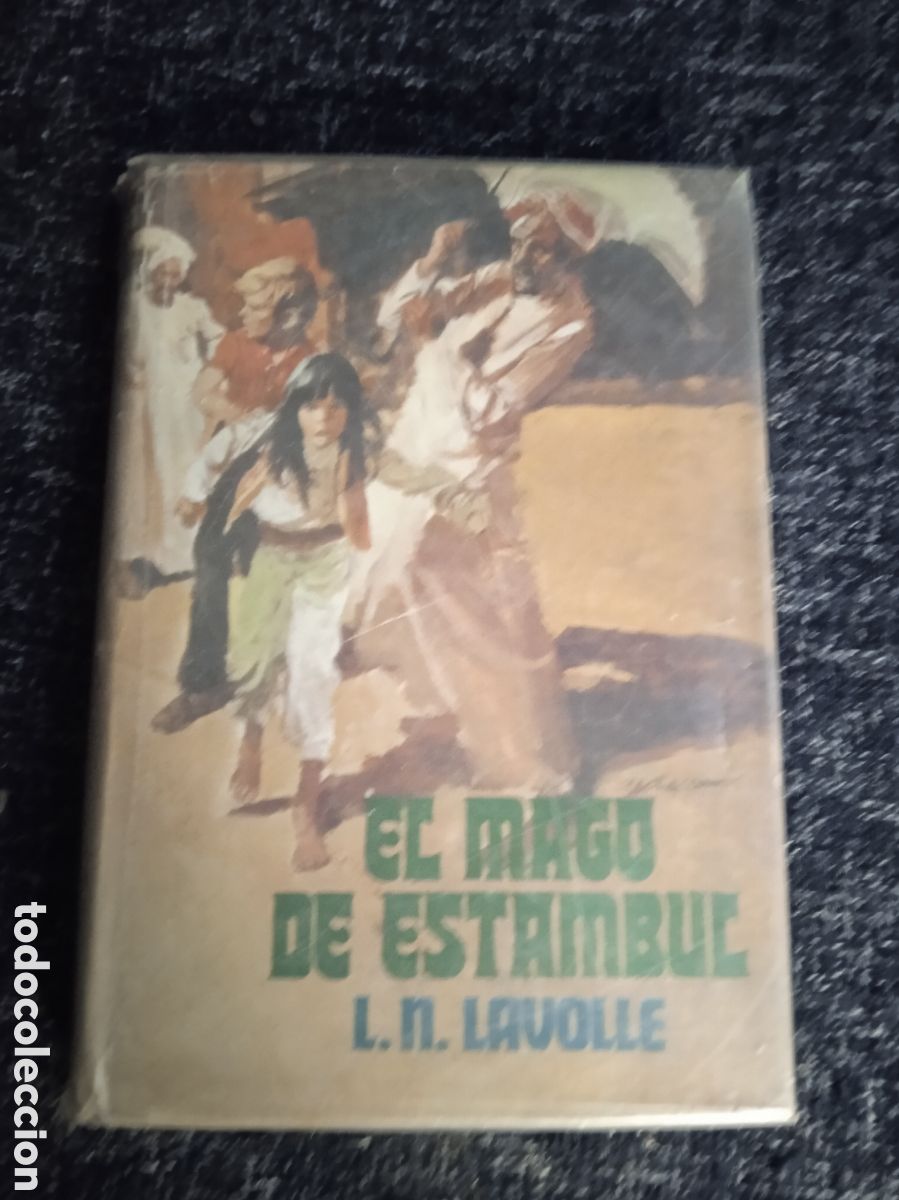 EL MAGO
DE ESTAMBUL
L. N. LAVOLLE
todocoleccion